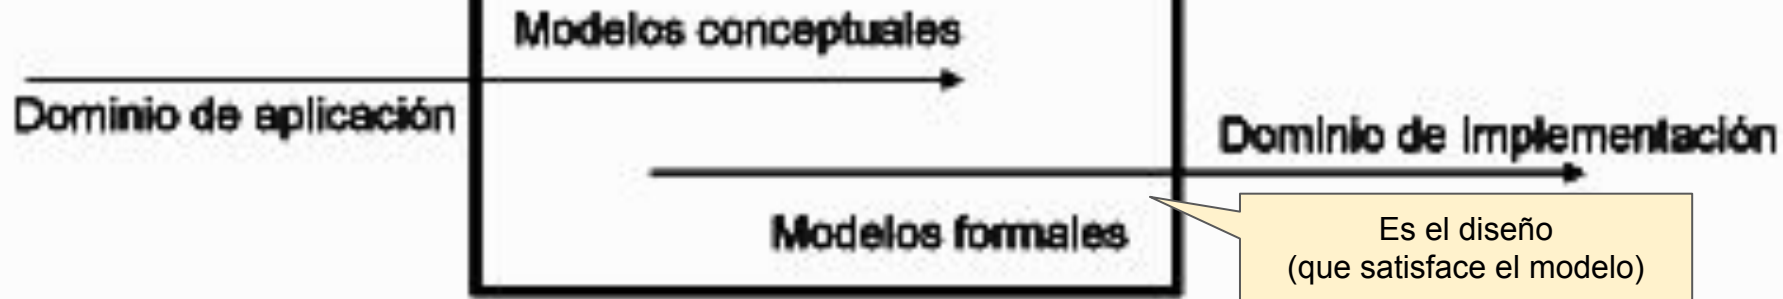 Modelos conceptuales
Dominio de aplicación
Dominio de implementación
Modelos formales
Es el diseño
(que satisface el modelo)